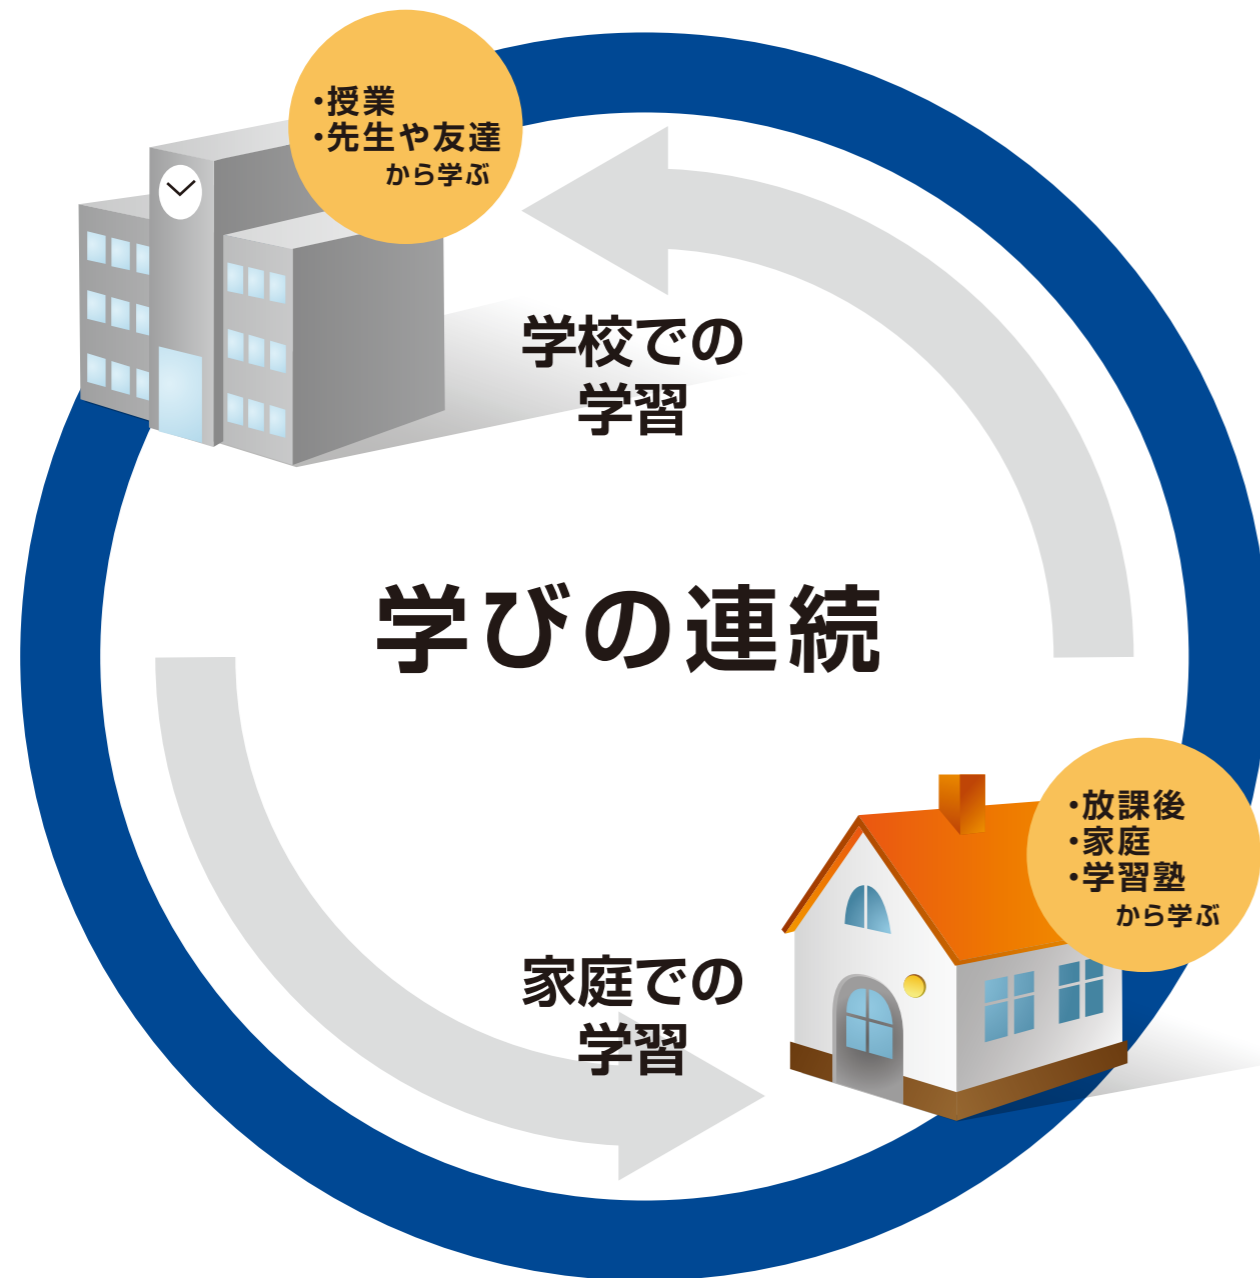 ・授業
・先生や友達
から学ぶ
学校での
学習
学びの連続
・放課後
・家庭
・学習塾
から学ぶ
家庭での
学習